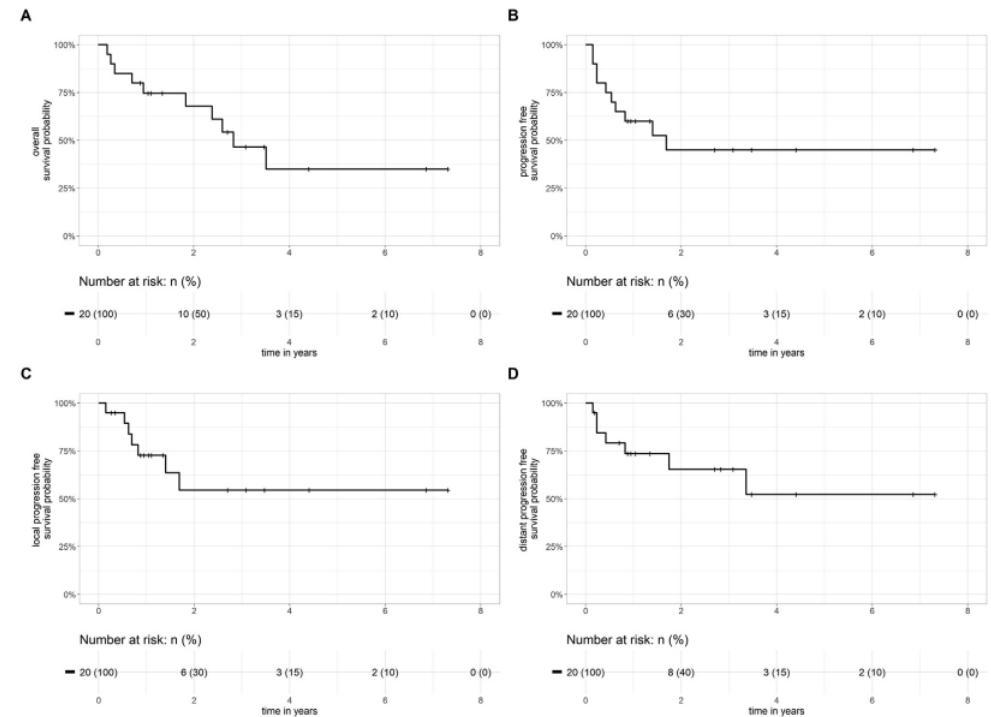 A
overall
survival probability
100%
75%
50%
25%
0%
0 2 4 6 8
Number at risk: n (%)
20 (100) 10 (50) 3 (15) 2 (10) 0 (0)
0 2 4 6 8
time in years
B
progression free
survival probability
100%
75%
50%
25%
0%
0 2 4 6 8
Number at risk: n (%)
20 (100) 6 (30) 3 (15) 2 (10) 0 (0)
0 2 4 6 8
time in years
C
local progression free
survival probability
100%
75%
50%
25%
0%
0 2 4 6 8
Number at risk: n (%)
20 (100) 6 (30) 3 (15) 2 (10) 0 (0)
0 2 4 6 8
time in years
D
distant progression free
survival probability
100%
75%
50%
25%
0%
0 2 4 6 8
Number at risk: n (%)
20 (100) 8 (40) 3 (15) 2 (10) 0 (0)
0 2 4 6 8
time in years